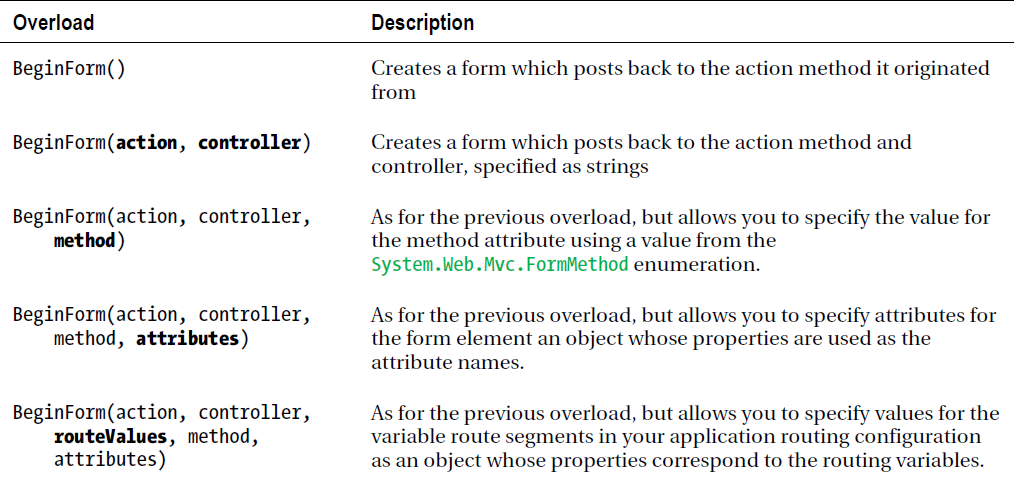 Overload Description
BeginForm() Creates a form which posts back to the action method it originated
from
BeginForm(action, controller) Creates a form which posts back to the action method and
controller, specified as strings
BeginForm(action, controller, As for the previous overload, but allows you to specify the value for
method) the method attribute using a value from the
System.Web.Mvc.FormMethod enumeration.
BeginForm(action, controller, As for the previous overload, but allows you to specify attributes for
method, attributes) the form element an object whose properties are used as the
attribute names.
BeginForm(action, controller, As for the previous overload, but allows you to specify values for the
routeValues, method, variable route segments in your application routing configuration
attributes) as an object whose properties correspond to the routing variables.